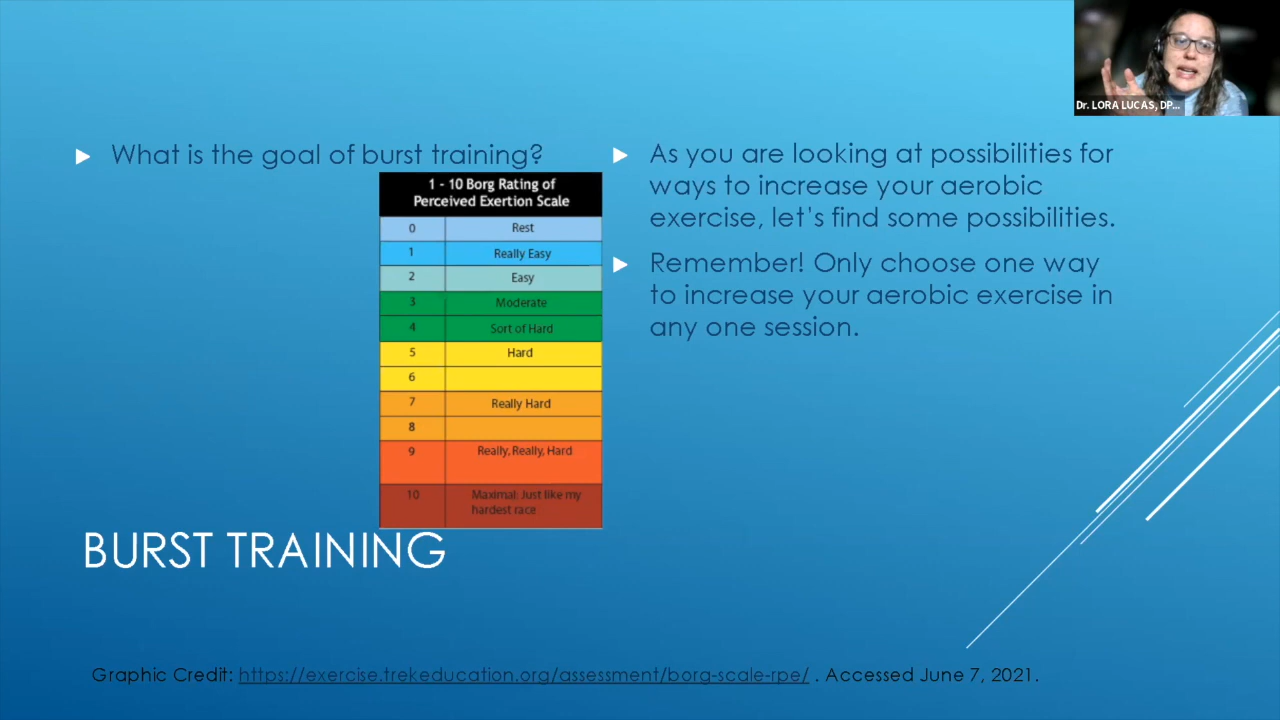 Dr. LORA LUCAS, DP...
What is the goal of burst training?
1 - 10 Borg Rating of
Perceived Exertion Scale
0 Rest
1 Really Easy
2 Easy
3 Moderate
4 Sort of Hard
5 Hard
6
7 Really Hard
8
9 Really, Really, Hard
10 Maximal: Just like my
hardest race
As you are looking at possibilities for
ways to increase your aerobic
exercise, let's find some possibilities.
Remember! Only choose one way
to increase your aerobic exercise in
any one session.
BURST TRAINING
Graphic Credit: https://exercise.trekeducation.org/assessment/borg-scale-rpe/ . Accessed June 7, 2021.